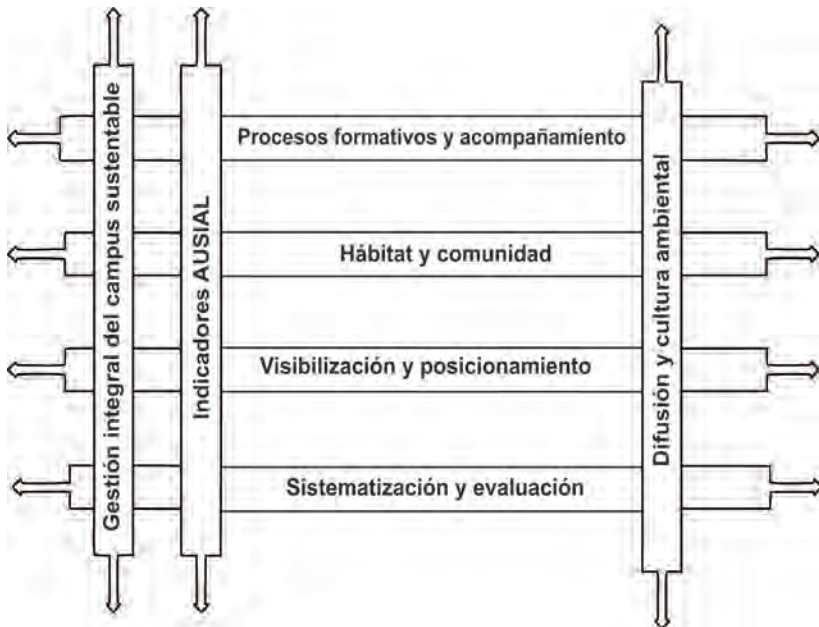 Gestión integral del campus sustentable
Indicadores AUSIAL
Procesos formativos y acompañamiento
Hábitat y comunidad
Visibilización y posicionamiento
Sistematización y evaluación
Difusión y cultura ambiental